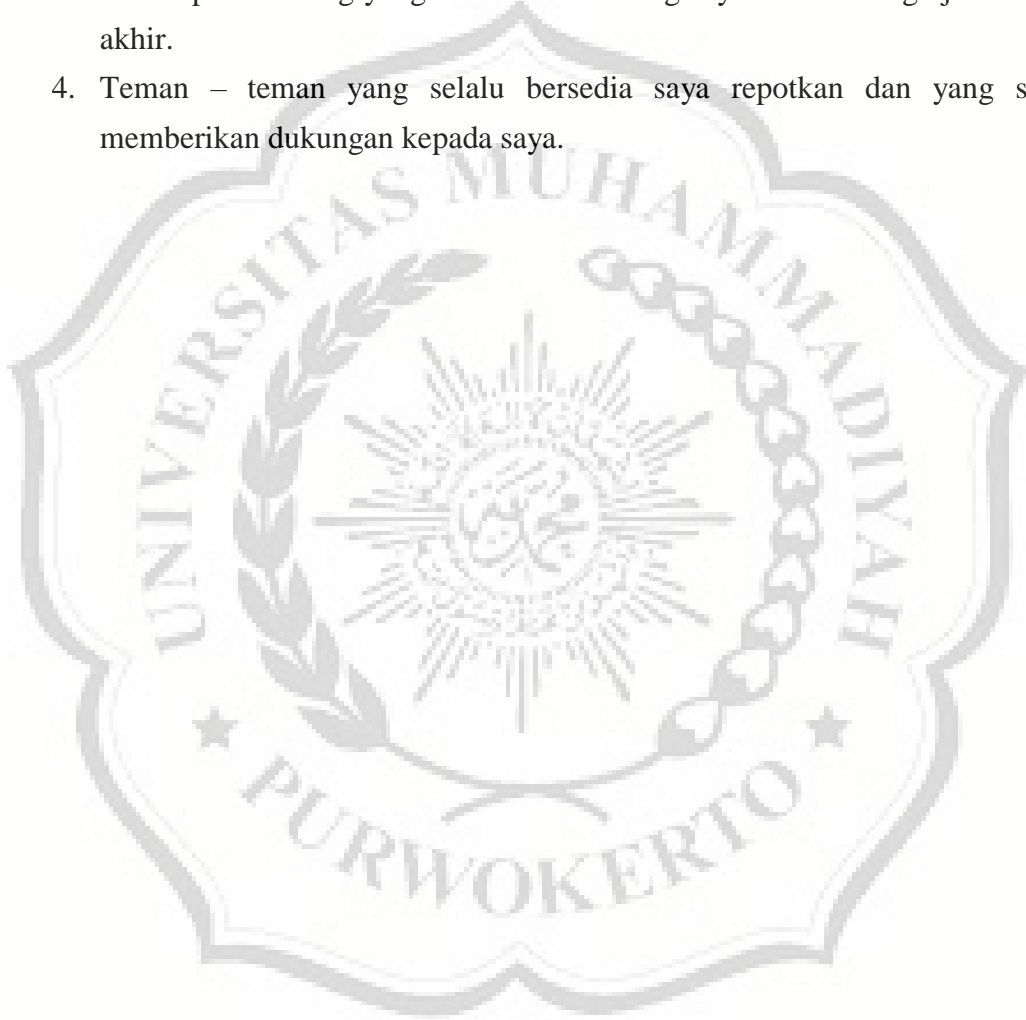 akhir.
4. Teman – teman yang selalu bersedia saya repotkan dan yang s
memberikan dukungan kepada saya.
UNIVERSITAS MUHAMMADIYAH
PURWOKERTO